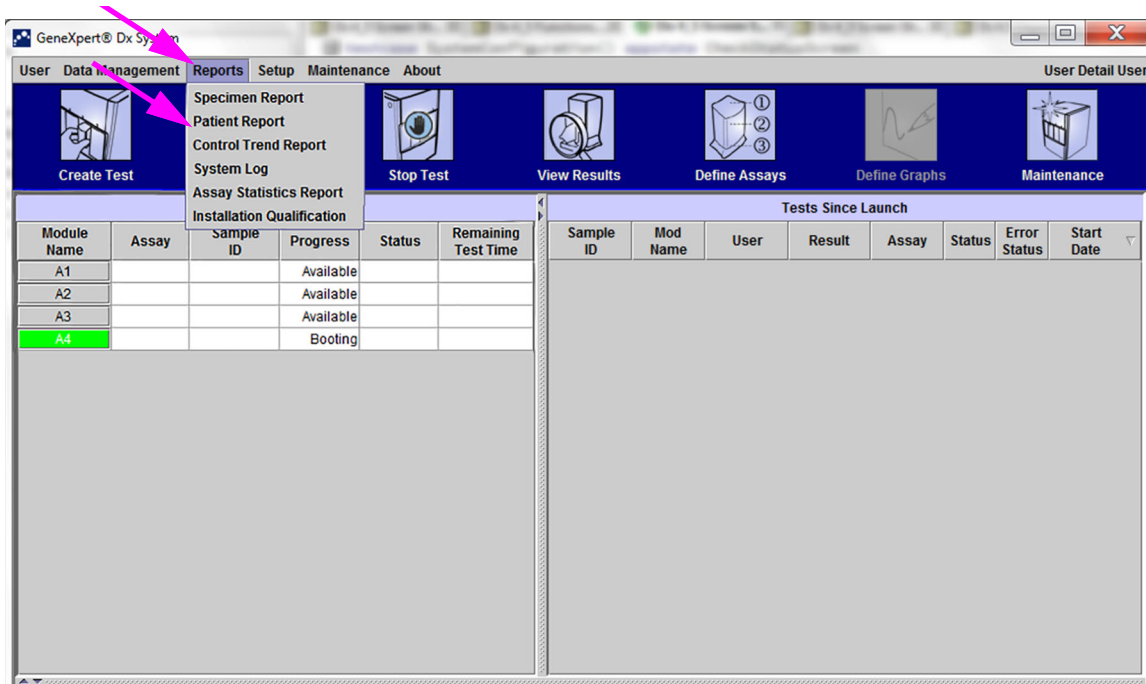 GeneXpert® Dx System
User Data Management Reports Setup Maintenance About User Detail User
Specimen Report
Patient Report
Control Trend Report
System Log
Assay Statistics Report
Installation Qualification
Create Test Stop Test View Results Define Assays Define Graphs Maintenance
① ② ③
Tests Since Launch
Module Name Assay Sample ID Progress Status Remaining Test Time
A1 Available
A2 Available
A3 Available
A4 Booting
Sample ID Mod Name User Result Assay Status Error Status Start Date